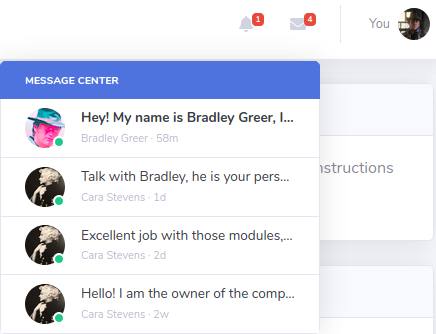 1
4
You
MESSAGE CENTER
Hey! My name is Bradley Greer, I...
Bradley Greer · 58m
nstructions
Talk with Bradley, he is your pers...
Cara Stevens · 1d
Excellent job with those modules,...
Cara Stevens · 2d
Hello! I am the owner of the comp...
Cara Stevens · 2w